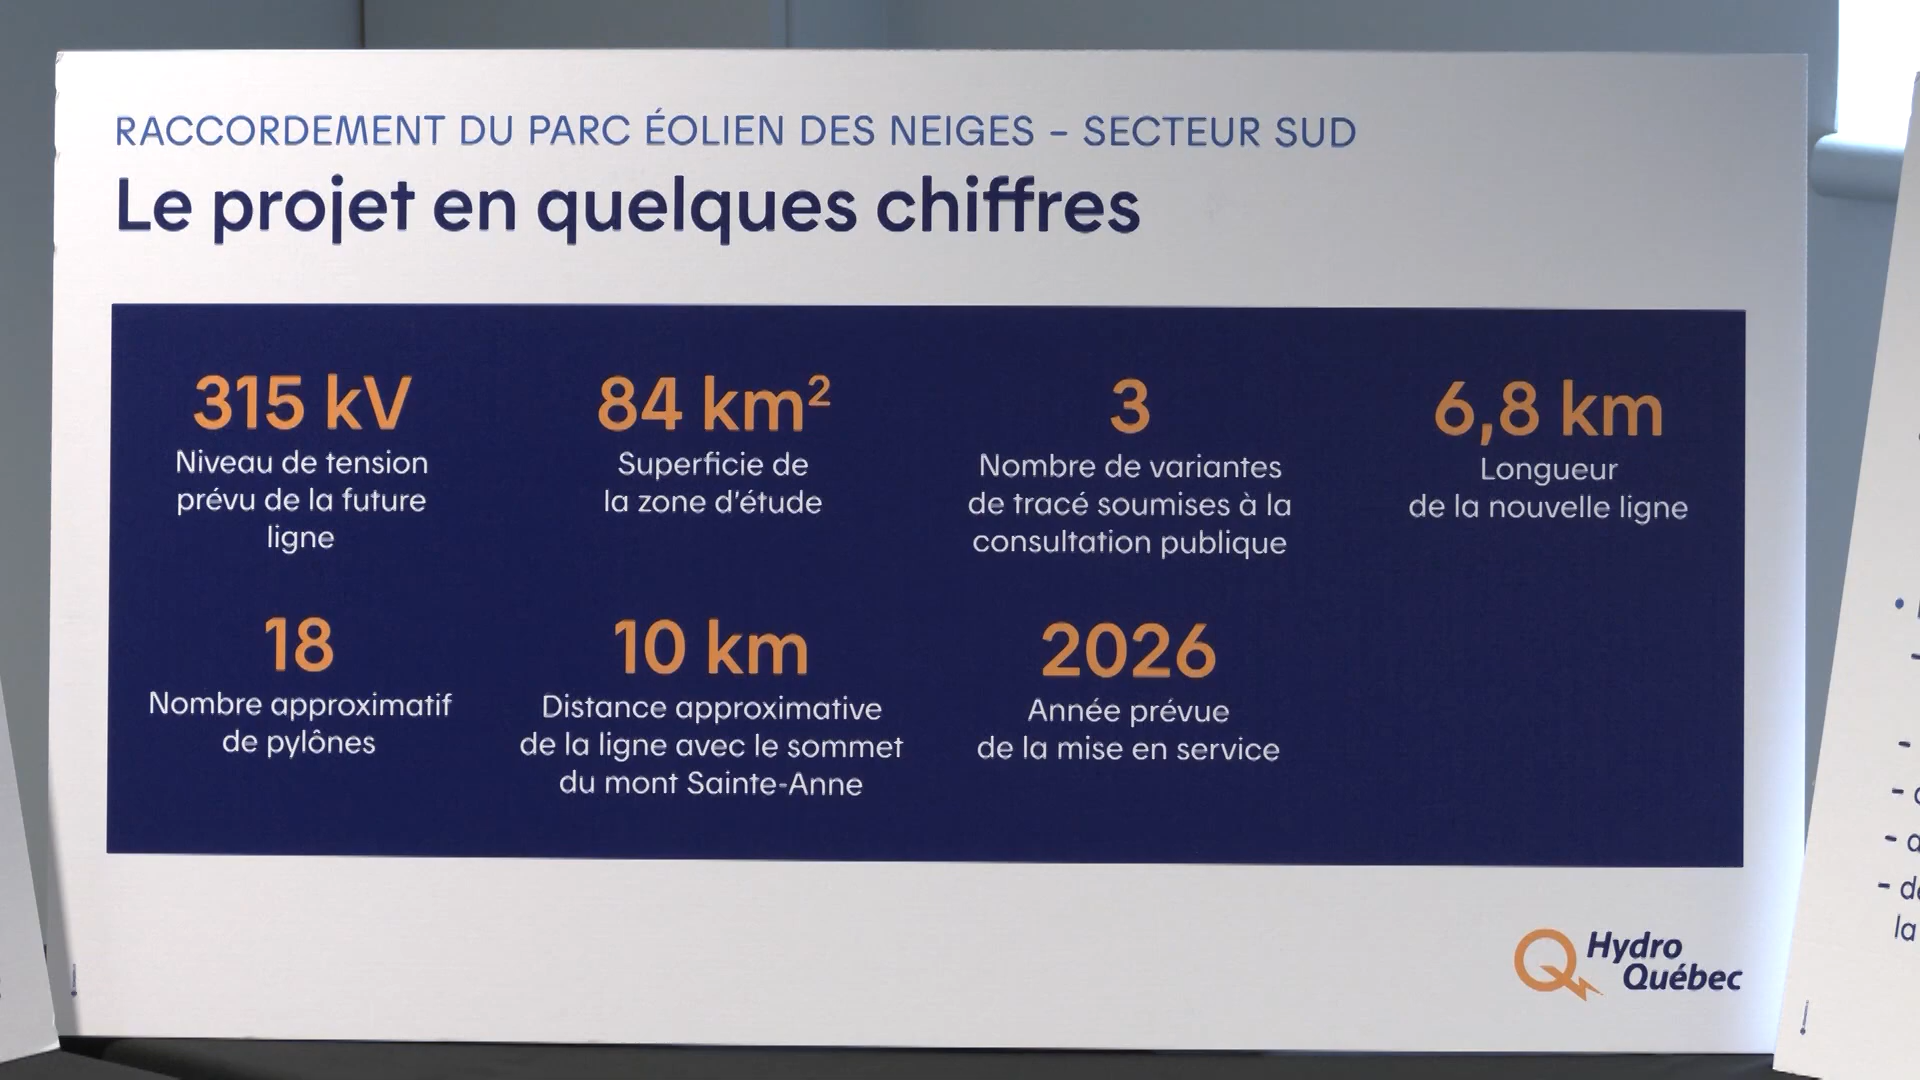 RACCORDEMENT DU PARC ÉOLIEN DES NEIGES – SECTEUR SUD
Le projet en quelques chiffres
315 kV
Niveau de tension
prévu de la future
ligne
84 km²
Superficie de
la zone d'étude
3
Nombre de variantes
de tracé soumises à la
consultation publique
6,8 km
Longueur
de la nouvelle ligne
18
Nombre approximatif
de pylônes
10 km
Distance approximative
de la ligne avec le sommet
du mont Sainte-Anne
2026
Année prévue
de la mise en service
Hydro
Québec